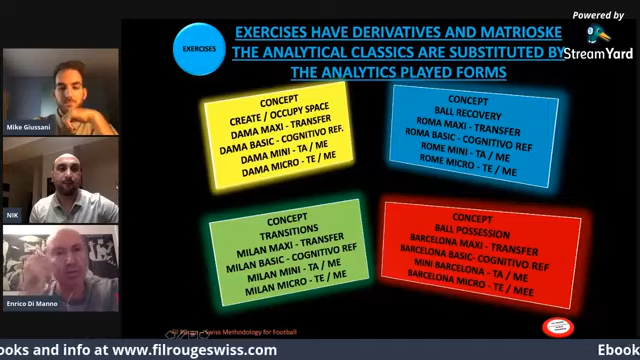 Powered by
StreamYard
EXERCISES
EXERCISES HAVE DERIVATIVES AND MATRIOSKE
THE ANALYTICAL CLASSICS ARE SUBSTITUTED BY
THE ANALYTICS PLAYED FORMS
CONCEPT
CREATE / OCCUPY SPACE
DAMA MAXI - TRANSFER
DAMA BASIC - COGNITIVO REF.
DAMA MINI - TA / ME
DAMA MICRO - TE / ME
CONCEPT
BALL RECOVERY
ROMA MAXI - TRANSFER
ROMA BASIC - COGNITIVO REF
ROME MINI - TA / ME
ROME MICRO - TE / ME
CONCEPT
TRANSITIONS
MILAN MAXI - TRANSFER
MILAN BASIC - COGNITIVO REF
MILAN MINI - TA / ME
MILAN MICRO - TE / ME
CONCEPT
BALL POSSESSION
BARCELONA MAXI - TRANSFER
BARCELONA BASIC- COGNITIVO REF
MINI BARCELONA - TA / ME
BARCELONA MICRO - TE / MEE
Mike Giussani
NIK
Enrico Di Manno
Swiss Methodology for Football
ooks and info at www.filrougeswiss.com
Ebook